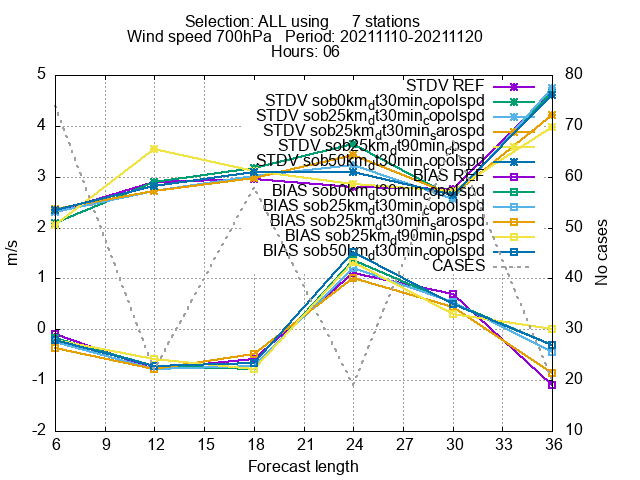 Selection: ALL using 7 stations
Wind speed 700hPa Period: 20211110-20211120
Hours: 06
5
4
3
2
1
0
-1
-2
m/s
80
70
60
50
40
30
20
10
No cases
STDV REF
STDV sob0km_dt30min_copolspd
STDV sob25km_dt30min_copolspd
STDV sob25km_dt30min_sarospd
STDV sob25km_dt90min_cpspd
STDV sob50km_dt30min_copolspd
BIAS REF
BIAS sob0km_dt30min_copolspd
BIAS sob25km_dt30min_copolspd
BIAS sob25km_dt30min_sarospd
BIAS sob25km_dt90min_cpspd
BIAS sob50km_dt30min_copolspd
CASES
6 9 12 15 18 21 24 27 30 33 36
Forecast length